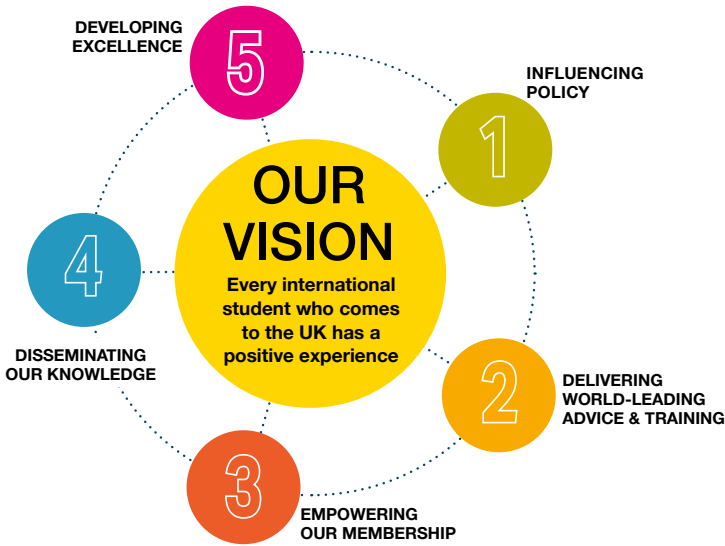 OUR
VISION
Every international
student who comes
to the UK has a
positive experience
1
INFLUENCING
POLICY
2
DELIVERING
WORLD-LEADING
ADVICE & TRAINING
3
EMPOWERING
OUR MEMBERSHIP
4
DISSEMINATING
OUR KNOWLEDGE
5
DEVELOPING
EXCELLENCE